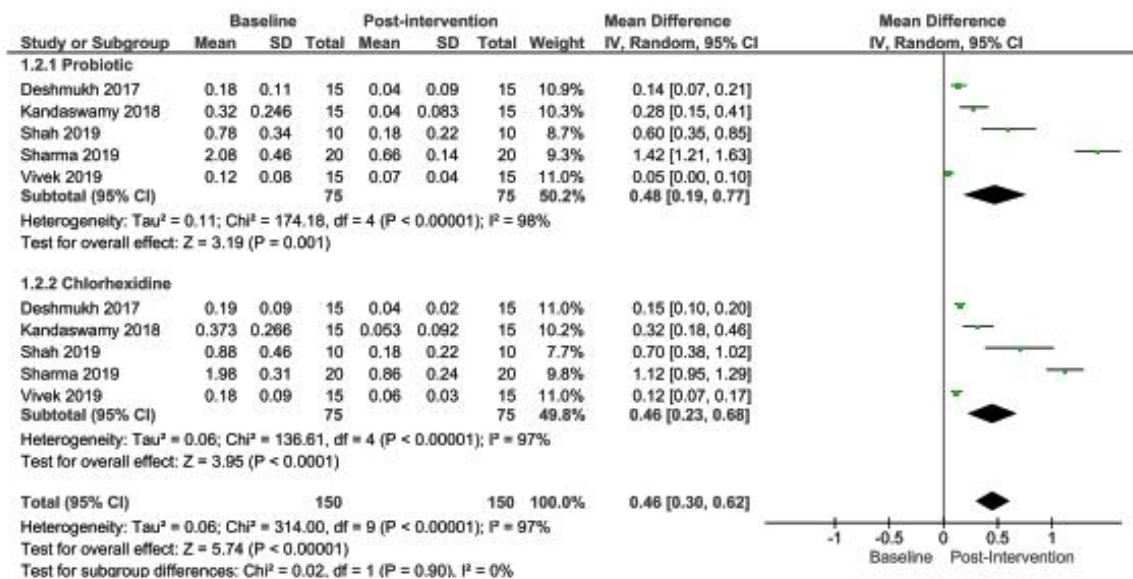 Baseline Post-intervention Mean Difference Mean Difference
Study or Subgroup Mean SD Total Mean SD Total Weight IV, Random, 95% CI IV, Random, 95% CI
1.2.1 Probiotic
Deshmukh 2017 0.18 0.11 15 0.04 0.09 15 10.9% 0.14 [0.07, 0.21]
Kandaswamy 2018 0.32 0.246 15 0.04 0.083 15 10.3% 0.28 [0.15, 0.41]
Shah 2019 0.78 0.34 10 0.18 0.22 10 8.7% 0.60 [0.35, 0.85]
Sharma 2019 2.08 0.46 20 0.66 0.14 20 9.3% 1.42 [1.21, 1.63]
Vivek 2019 0.12 0.08 15 0.07 0.04 15 11.0% 0.05 [0.00, 0.10]
Subtotal (95% CI) 75 75 50.2% 0.48 [0.19, 0.77]
Heterogeneity: Tau² = 0.11; Chi² = 174.18, df = 4 (P < 0.00001); I² = 98%
Test for overall effect: Z = 3.19 (P = 0.001)
1.2.2 Chlorhexidine
Deshmukh 2017 0.19 0.09 15 0.04 0.02 15 11.0% 0.15 [0.10, 0.20]
Kandaswamy 2018 0.373 0.266 15 0.053 0.092 15 10.2% 0.32 [0.18, 0.46]
Shah 2019 0.88 0.46 10 0.18 0.22 10 7.7% 0.70 [0.38, 1.02]
Sharma 2019 1.98 0.31 20 0.86 0.24 20 9.8% 1.12 [0.95, 1.29]
Vivek 2019 0.18 0.09 15 0.06 0.03 15 11.0% 0.12 [0.07, 0.17]
Subtotal (95% CI) 75 75 49.8% 0.46 [0.23, 0.68]
Heterogeneity: Tau² = 0.06; Chi² = 136.61, df = 4 (P < 0.00001); I² = 97%
Test for overall effect: Z = 3.95 (P < 0.0001)
Total (95% CI) 150 150 100.0% 0.46 [0.30, 0.62]
Heterogeneity: Tau² = 0.06; Chi² = 314.00, df = 9 (P < 0.00001); I² = 97%
Test for overall effect: Z = 5.74 (P < 0.00001)
Test for subgroup differences: Chi² = 0.02, df = 1 (P = 0.90), I² = 0%
-1 -0.5 0 0.5 1
Baseline Post-Intervention